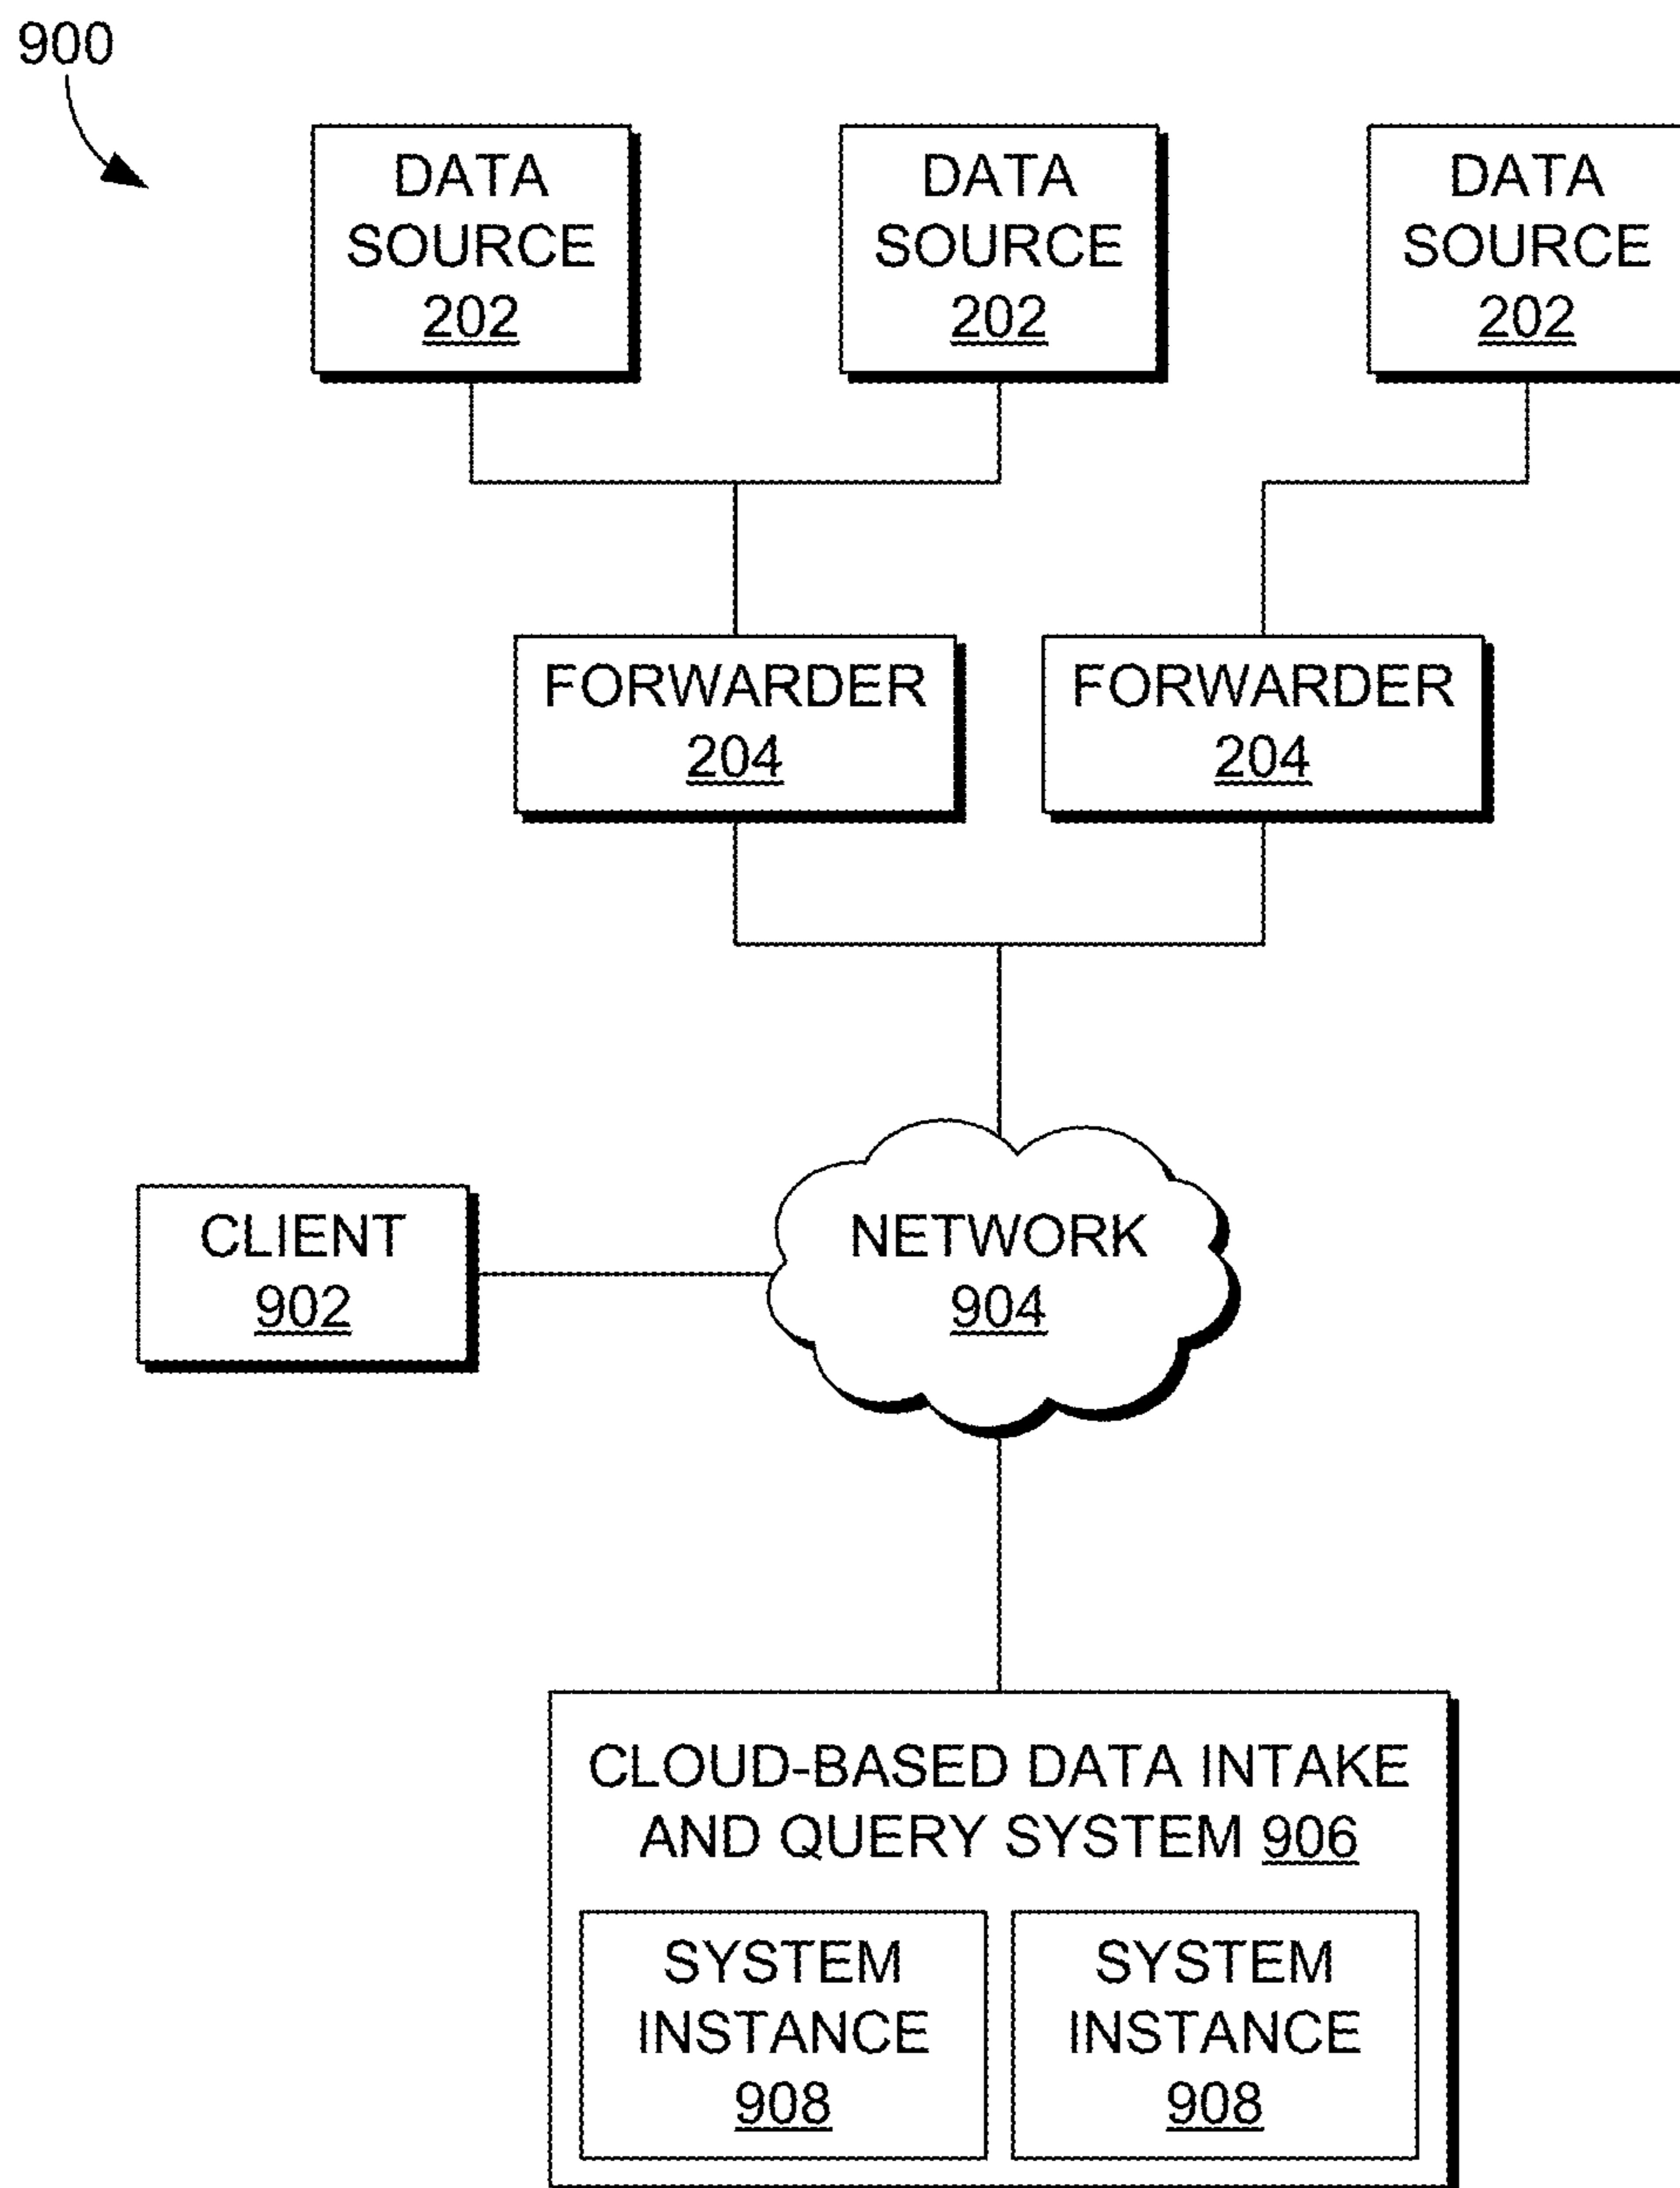 900
DATA
SOURCE
202
DATA
SOURCE
202
DATA
SOURCE
202
FORWARDER
204
FORWARDER
204
CLIENT
902
NETWORK
904
CLOUD-BASED DATA INTAKE
AND QUERY SYSTEM 906
SYSTEM
INSTANCE
908
SYSTEM
INSTANCE
908